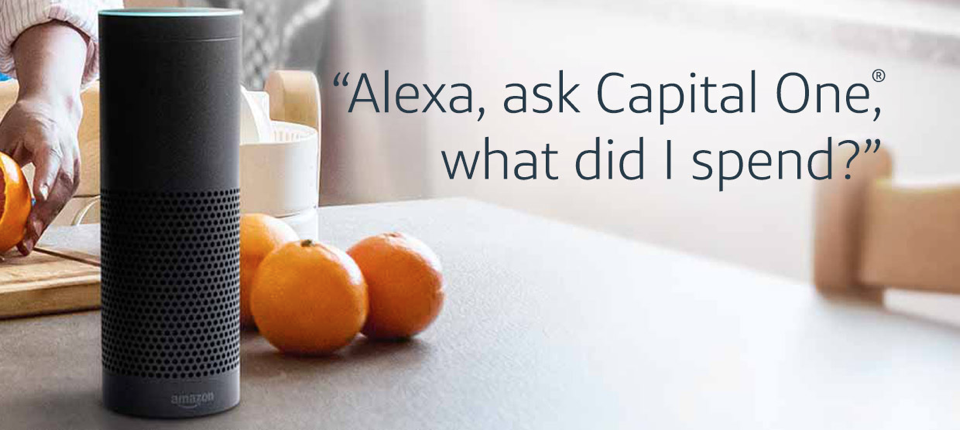 “Alexa, ask Capital One®,
what did I spend?”
amazon